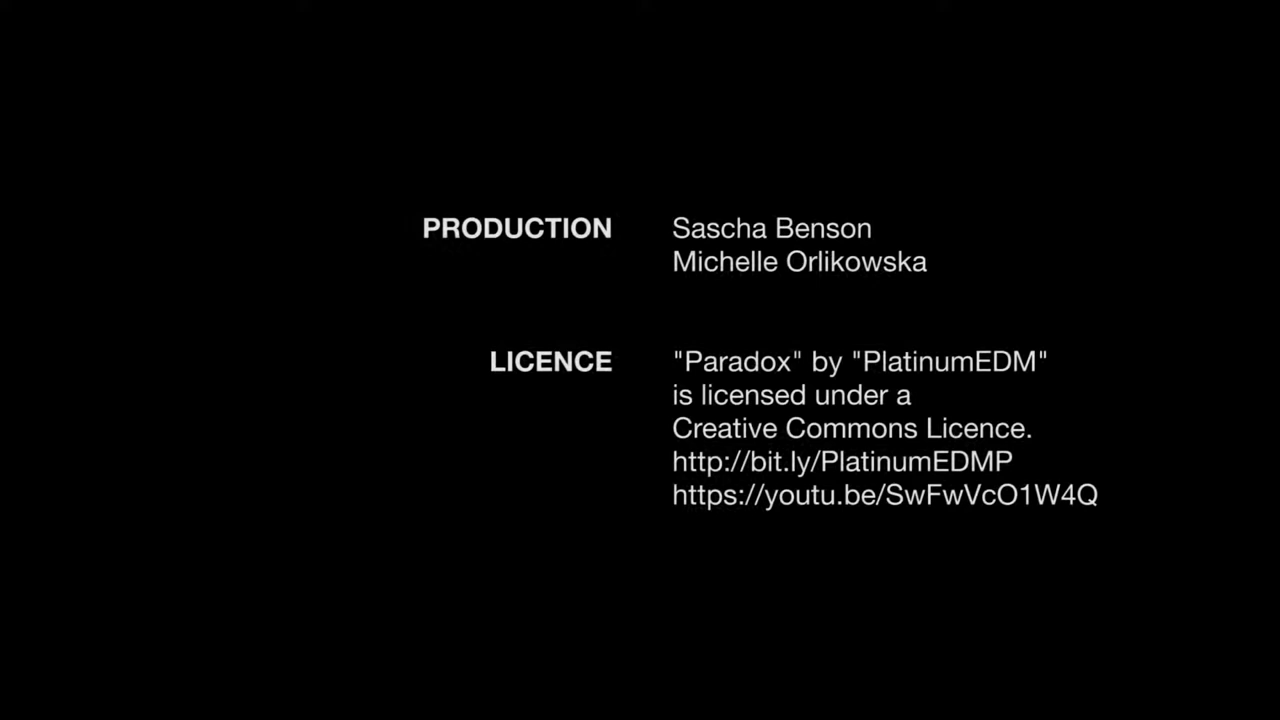 PRODUCTION Sascha Benson
Michelle Orlikowska
LICENCE "Paradox" by "PlatinumEDM"
is licensed under a
Creative Commons Licence.
http://bit.ly/PlatinumEDMP
https://youtu.be/SwFwVcO1W4Q